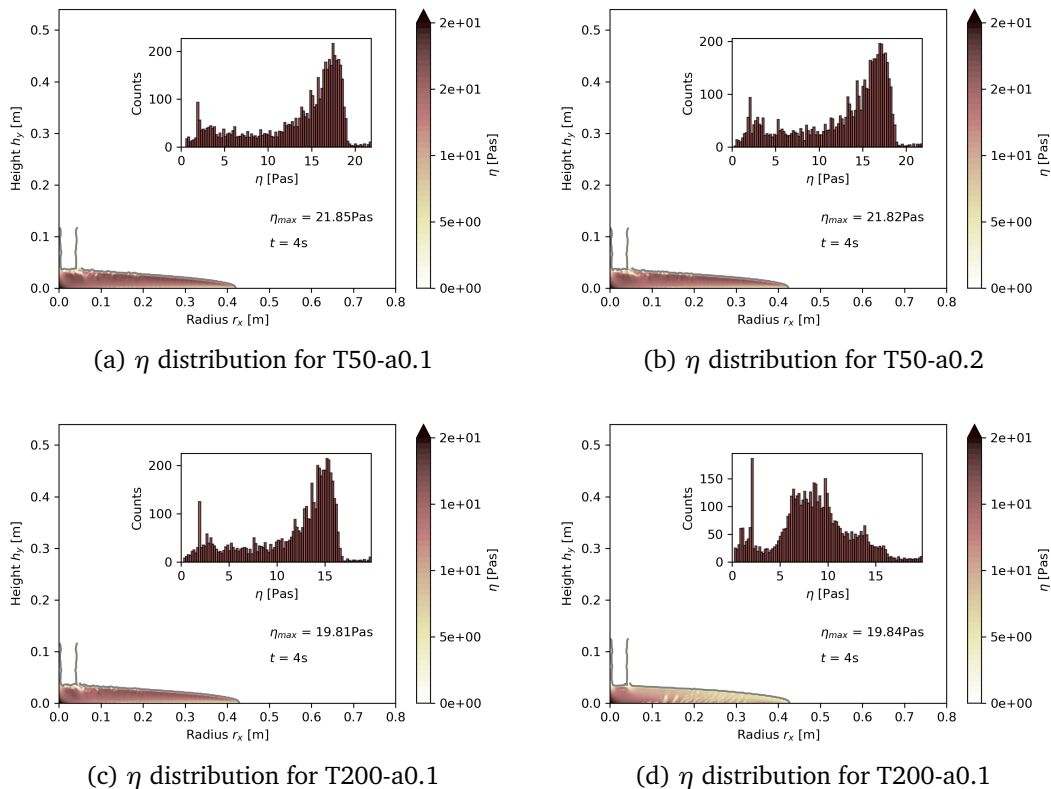 0.5
0.4
0.3
0.2
0.1
0.0
Height h_y [m]
0.0 0.1 0.2 0.3 0.4 0.5 0.6 0.7 0.8
Radius r_x [m]
200
100
0
Counts
0 5 10 15 20
η [Pas]
η_max = 21.85Pas
t = 4s
2e+01
2e+01
1e+01
5e+00
0e+00
η [Pas]
(a) η distribution for T50-a0.1
0.5
0.4
0.3
0.2
0.1
0.0
Height h_y [m]
0.0 0.1 0.2 0.3 0.4 0.5 0.6 0.7 0.8
Radius r_x [m]
200
100
0
Counts
0 5 10 15 20
η [Pas]
η_max = 21.82Pas
t = 4s
2e+01
2e+01
1e+01
5e+00
0e+00
η [Pas]
(b) η distribution for T50-a0.2
0.5
0.4
0.3
0.2
0.1
0.0
Height h_y [m]
0.0 0.1 0.2 0.3 0.4 0.5 0.6 0.7 0.8
Radius r_x [m]
200
100
0
Counts
0 5 10 15
η [Pas]
η_max = 19.81Pas
t = 4s
2e+01
2e+01
1e+01
5e+00
0e+00
η [Pas]
(c) η distribution for T200-a0.1
0.5
0.4
0.3
0.2
0.1
0.0
Height h_y [m]
0.0 0.1 0.2 0.3 0.4 0.5 0.6 0.7 0.8
Radius r_x [m]
150
100
50
0
Counts
0 5 10 15
η [Pas]
η_max = 19.84Pas
t = 4s
2e+01
2e+01
1e+01
5e+00
0e+00
η [Pas]
(d) η distribution for T200-a0.1